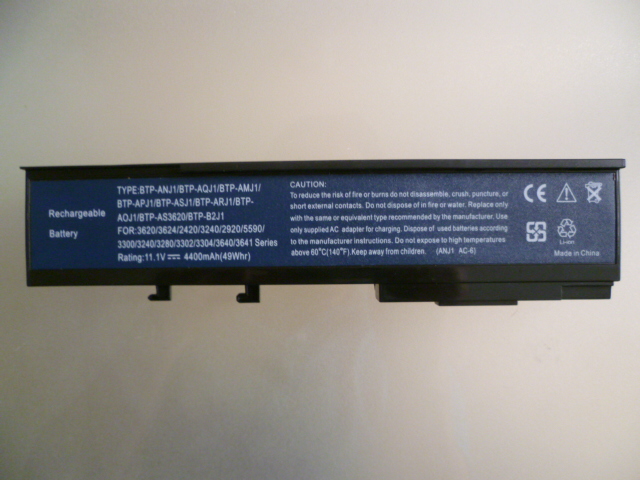 Rechargeable
Battery
TYPE:BTP-ANJ1/BTP-AQJ1/BTP-AMJ1/
BTP-APJ1/BTP-ASJ1/BTP-ARJ1/BTP-
AOJ1/BTP-AS3620/BTP-B2J1
FOR:3620/3624/2420/3240/2920/5590/
3300/3240/3280/3302/3304/3640/3641 Series
Rating:11.1V⎓ 4400mAh(49Whr)
CAUTION:
To reduce the risk of fire or burns do not disassemble, crush, puncture, or
short external contacts. Do not dispose of in fire or water. Replace only
with the same or equivalent type recommended by the manufacturer. Use
only supplied AC adapter for charging. Dispose of used batteries according
to the manufacturer instructions. Do not expose to high temperatures
above 60°C(140°F).Keep away from children. (ANJ1 AC-6)
CE
Li-ion
Made in China